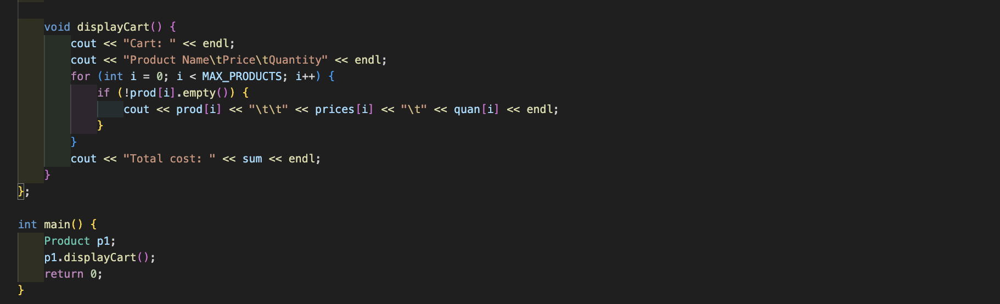 void displayCart() {
cout << "Cart: " << endl;
cout << "Product Name\tPrice\tQuantity" << endl;
for (int i = 0; i < MAX_PRODUCTS; i++) {
if (!prod[i].empty()) {
cout << prod[i] << "\t\t" << prices[i] << "\t" << quan[i] << endl;
}
}
cout << "Total cost: " << sum << endl;
}
};
int main() {
Product p1;
p1.displayCart();
return 0;
}